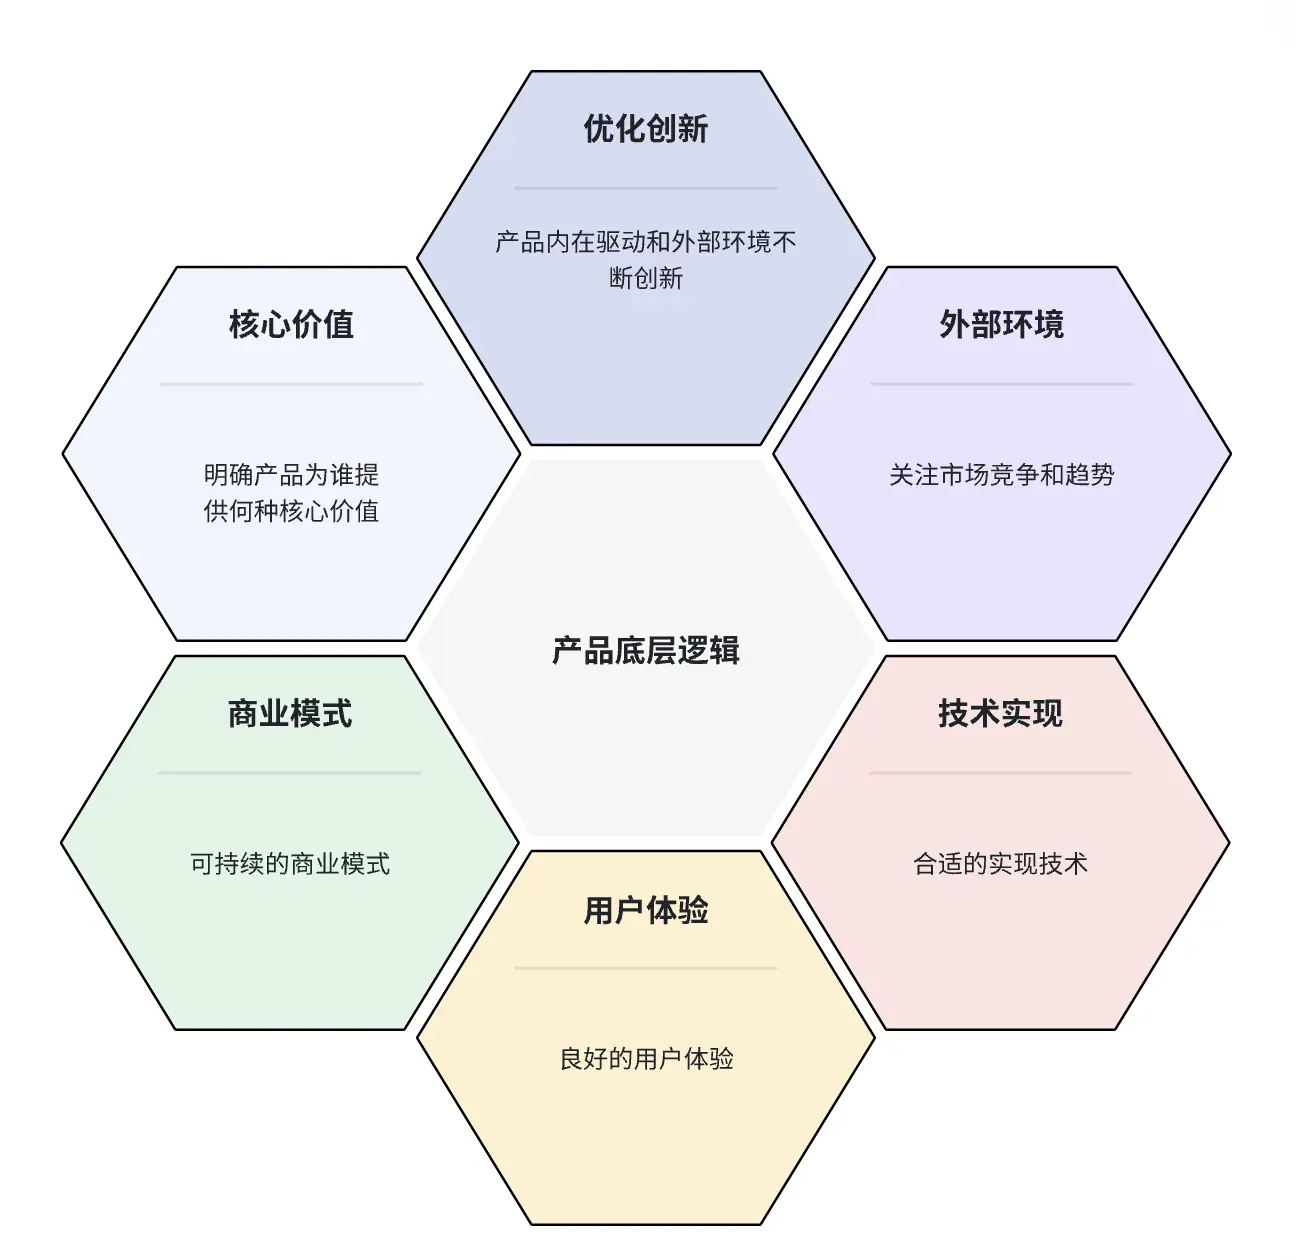 优化创新
产品内在驱动和外部环境不
断创新
核心价值
明确产品为谁提
供何种核心价值
外部环境
关注市场竞争和趋势
产品底层逻辑
商业模式
可持续的商业模式
技术实现
合适的实现技术
用户体验
良好的用户体验